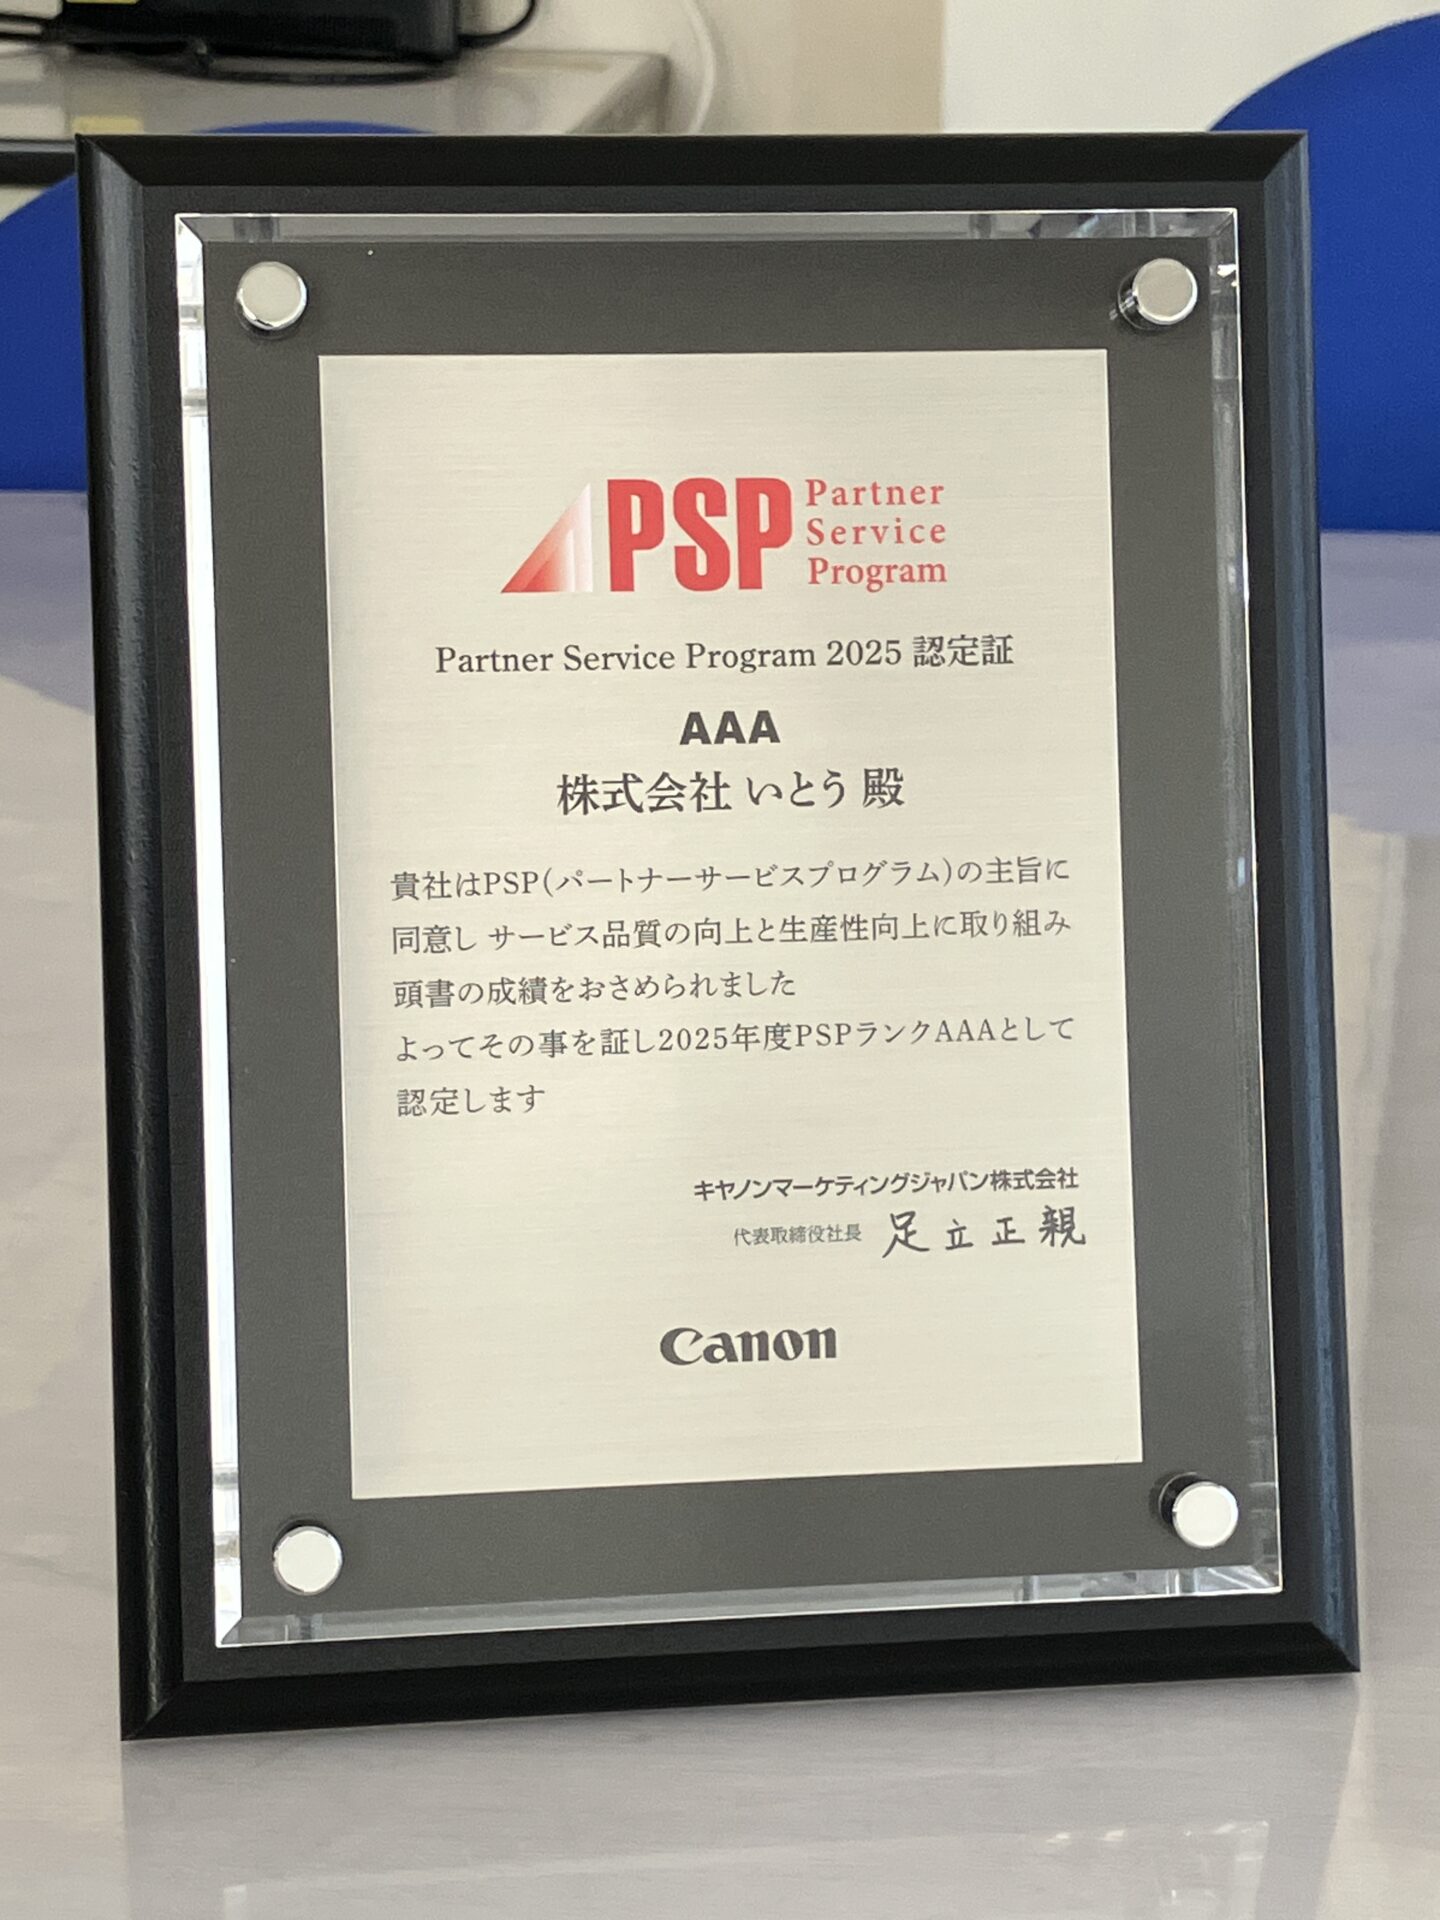 PSP
Partner
Service
Program
Partner Service Program 2025 認定証
AAA
株式会社 いとう 殿
貴社はPSP(パートナーサービスプログラム)の主旨に
同意し サービス品質の向上と生産性向上に取り組み
頭書の成績をおさめられました
よってその事を証し2025年度PSPランクAAAとして
認定します
キヤノンマーケティングジャパン株式会社
代表取締役社長 足立正親
Canon